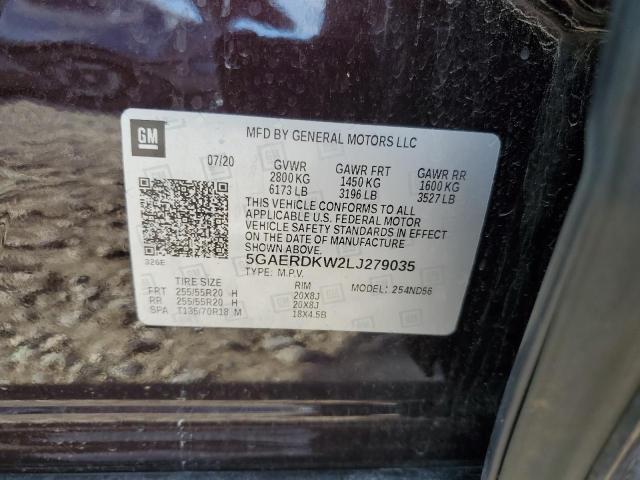 GM
MFD BY GENERAL MOTORS LLC
07/20 GVWR GAWR FRT GAWR RR
2800 KG 1450 KG 1600 KG
6173 LB 3196 LB 3527 LB
THIS VEHICLE CONFORMS TO ALL
APPLICABLE U.S. FEDERAL MOTOR
VEHICLE SAFETY STANDARDS IN EFFECT
ON THE DATE OF MANUFACTURE
SHOWN ABOVE.
326E 5GAERDKW2LJ279035
TYPE: M.P.V. MODEL: 254ND56
TIRE SIZE RIM
FRT 255/55R20 H 20X8J
RR 255/55R20 H 20X8J
SPA T135/70R18 M 18X4.5B